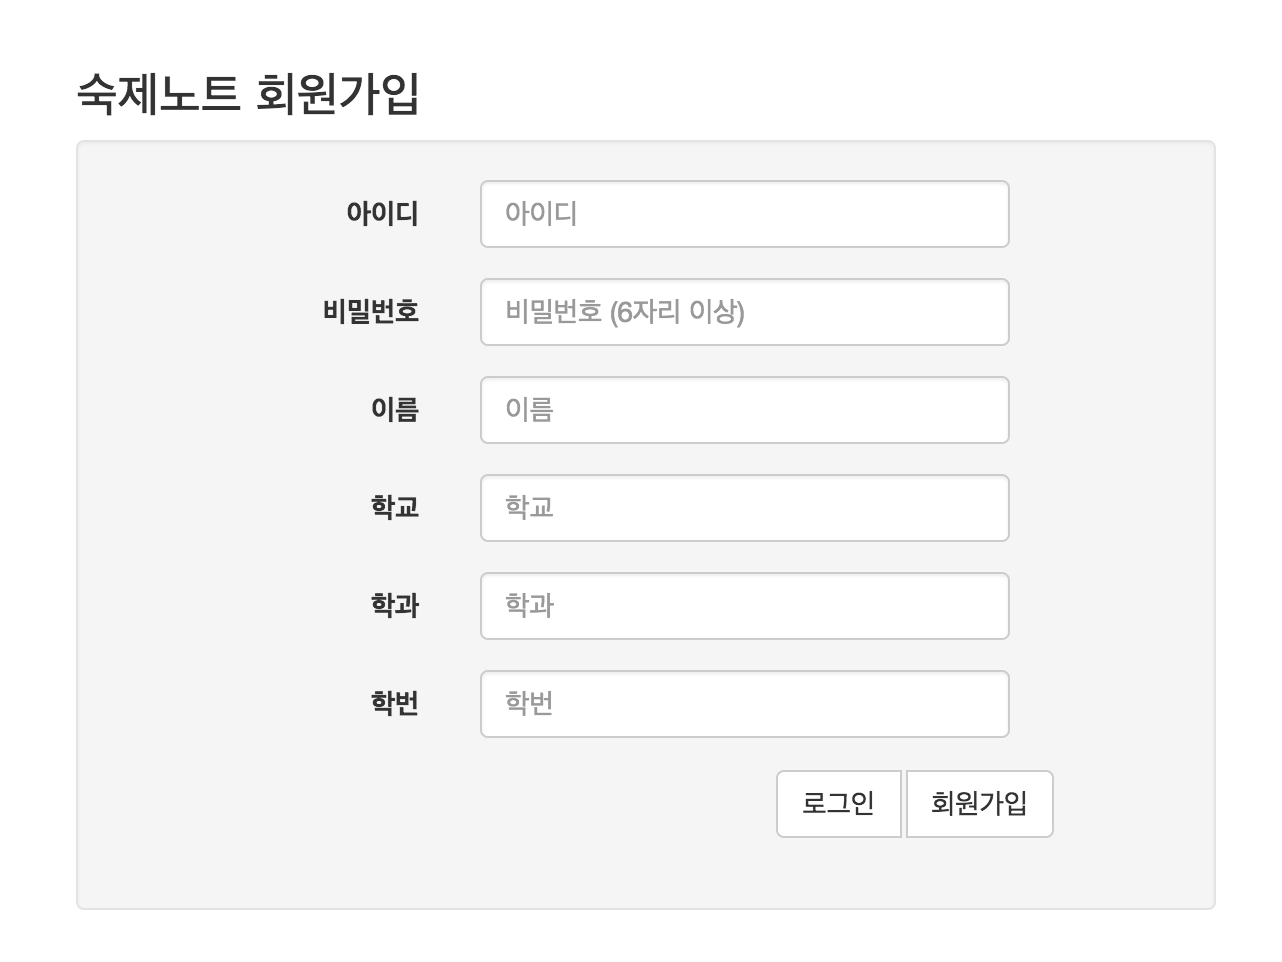 숙제노트 회원가입
아이디 아이디
비밀번호 비밀번호 (6자리 이상)
이름 이름
학교 학교
학과 학과
학번 학번
로그인 회원가입